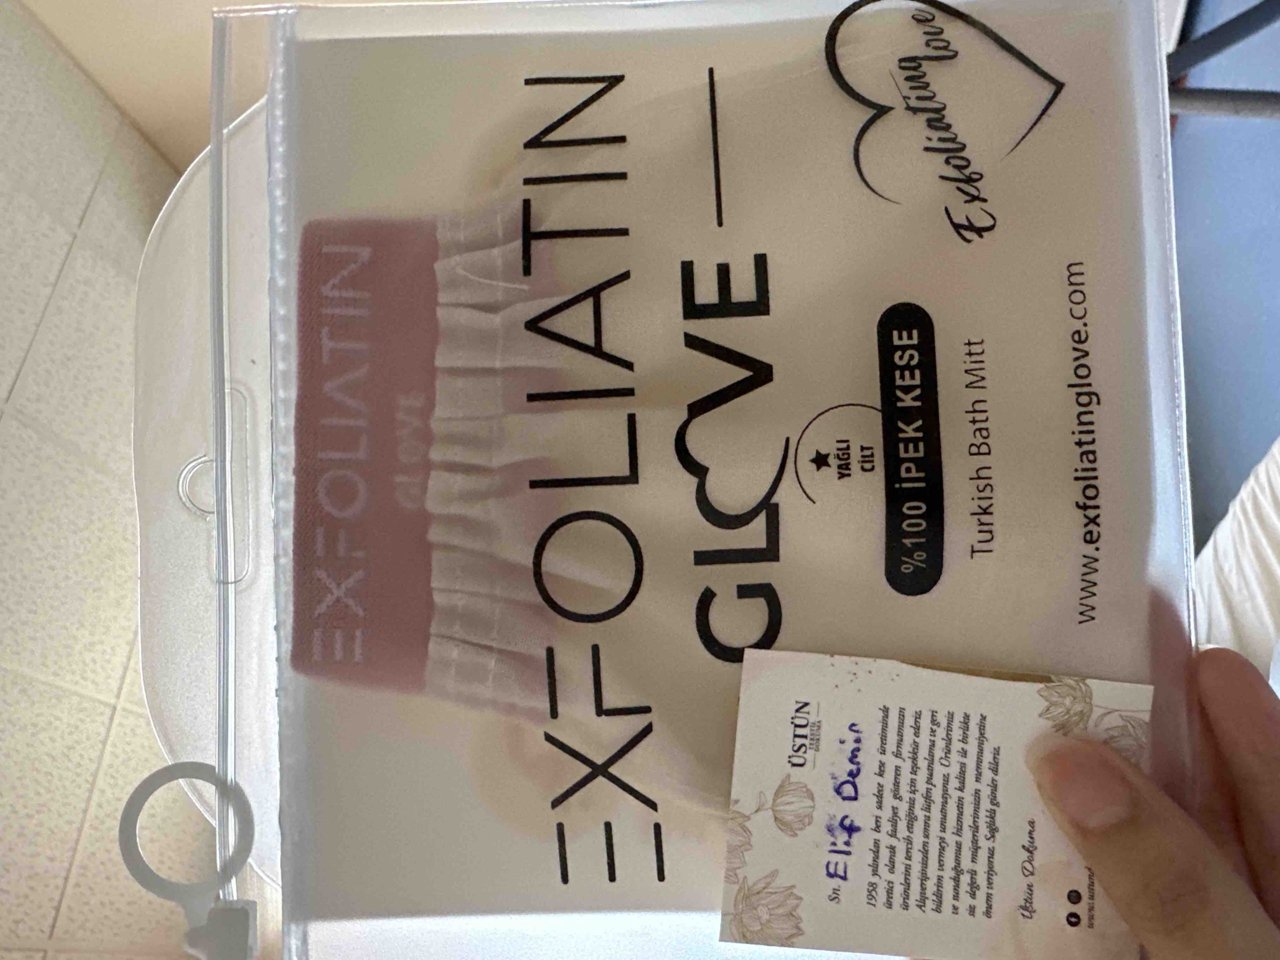 EXFOLIATIN
GLOVE
EXFOLIATIN
GLOVE
YAĞLI
CİLT
%100 İPEK KESE
Turkish Bath Mitt
www.exfoliatinglove.com
Exfoliating love
ÜSTÜN
DOKUMA
Sn. Elif Demir
1958 yılından beri sadece kese üretiminde
üretici olarak faaliyet gösteren firmamızın
ürünlerini tercih ettiğiniz için teşekkür ederiz.
Alışverişinizden sonra lütfen puanlama ve geri
bildirim vermeyi unutmayınız. Ürünlerimiz
ve sunduğumuz hizmetin kalitesi ile birlikte
siz değerli müşterilerimizin memnuniyetine
önem veriyoruz. Sağlıklı günler dileriz.
Üstün Dokuma